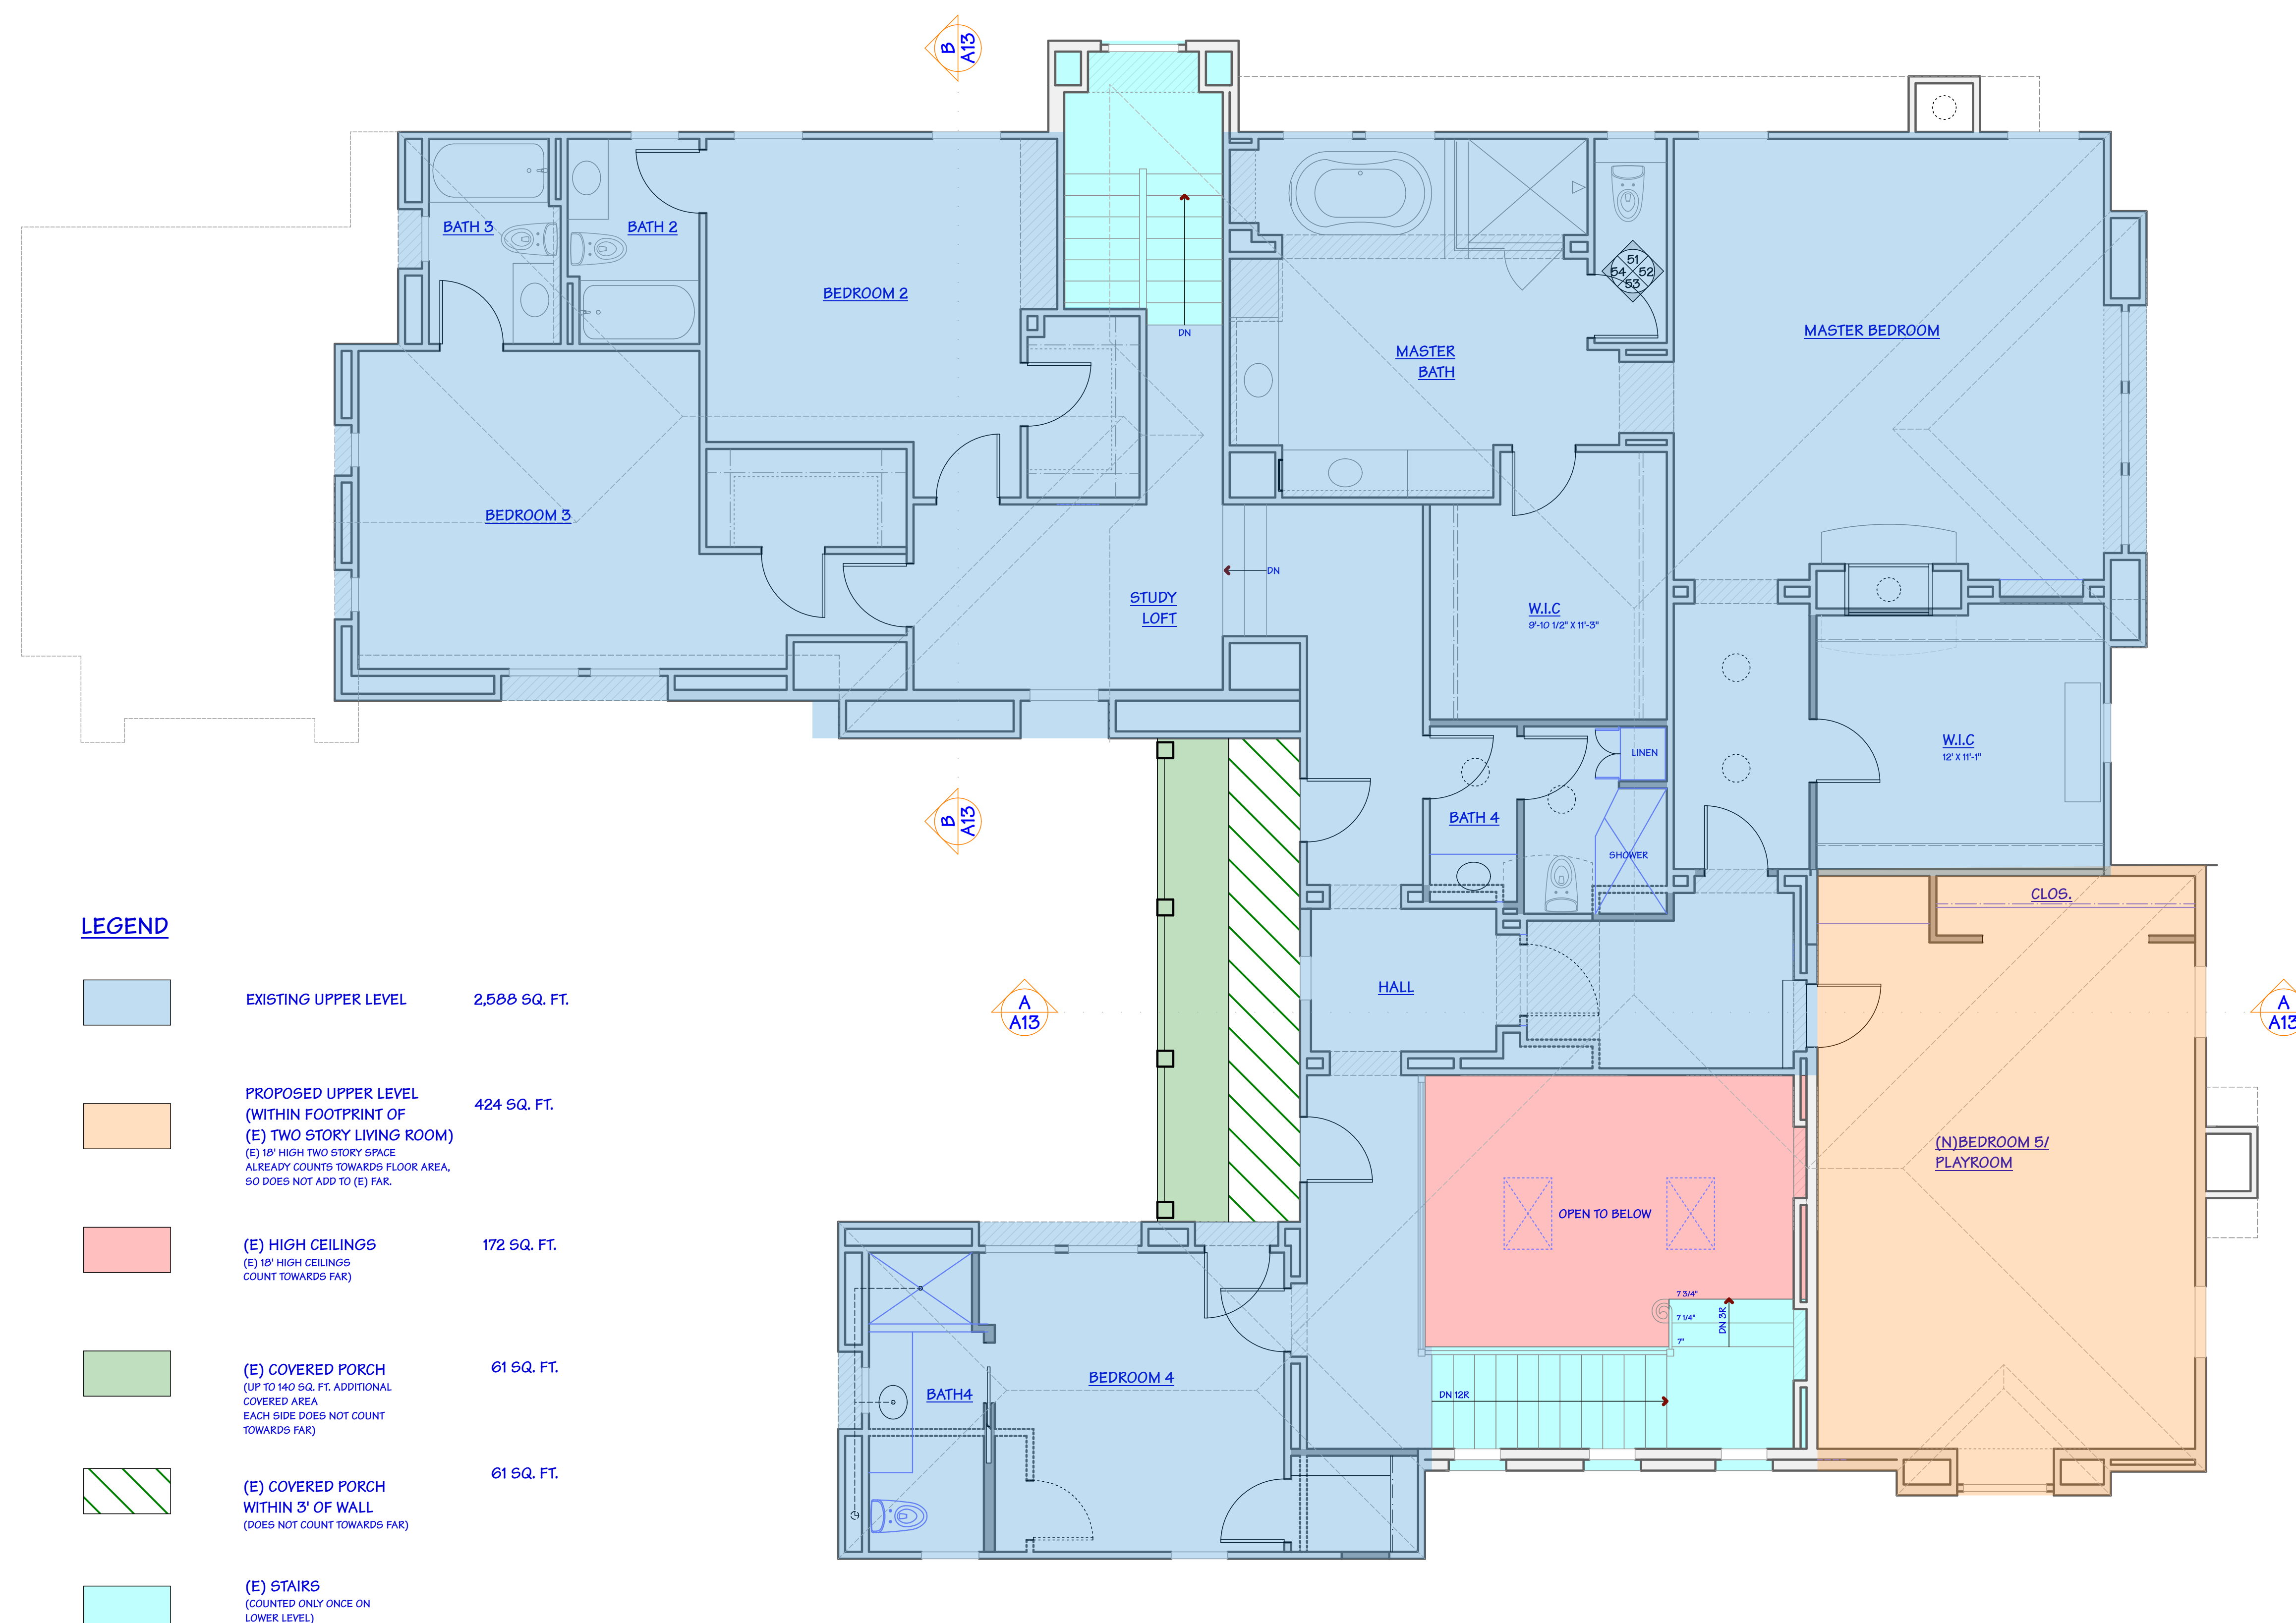 B
A13
BATH 3
BATH 2
BEDROOM 2
DN
MASTER
BATH
51
54 52
53
MASTER BEDROOM
BEDROOM 3
DN
STUDY
LOFT
W.I.C
9'-10 1/2" X 11'-3"
W.I.C
12' X 11'-1"
LINEN
BATH 4
SHOWER
B
A13
CLOS.
HALL
A
A13
A
A13
(N)BEDROOM 5/
PLAYROOM
OPEN TO BELOW
7 3/4"
7 1/4"
7"
DN 3R
DN 12R
BEDROOM 4
BATH4
LEGEND
EXISTING UPPER LEVEL 2,588 SQ. FT.
PROPOSED UPPER LEVEL
(WITHIN FOOTPRINT OF 424 SQ. FT.
(E) TWO STORY LIVING ROOM)
(E) 18' HIGH TWO STORY SPACE
ALREADY COUNTS TOWARDS FLOOR AREA,
SO DOES NOT ADD TO (E) FAR.
(E) HIGH CEILINGS 172 SQ. FT.
(E) 18' HIGH CEILINGS
COUNT TOWARDS FAR)
(E) COVERED PORCH 61 SQ. FT.
(UP TO 140 SQ. FT. ADDITIONAL
COVERED AREA
EACH SIDE DOES NOT COUNT
TOWARDS FAR)
(E) COVERED PORCH 61 SQ. FT.
WITHIN 3' OF WALL
(DOES NOT COUNT TOWARDS FAR)
(E) STAIRS
(COUNTED ONLY ONCE ON
LOWER LEVEL)